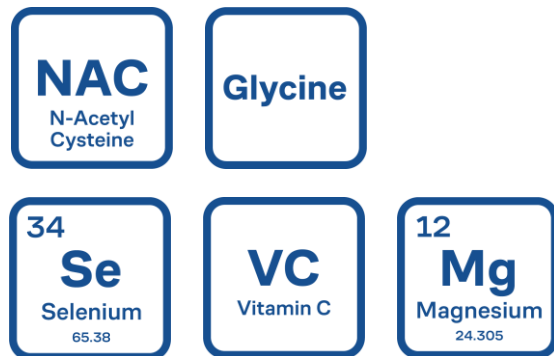 NAC
N-Acetyl
Cysteine
Glycine
34
Se
Selenium
65.38
VC
Vitamin C
12
Mg
Magnesium
24.305